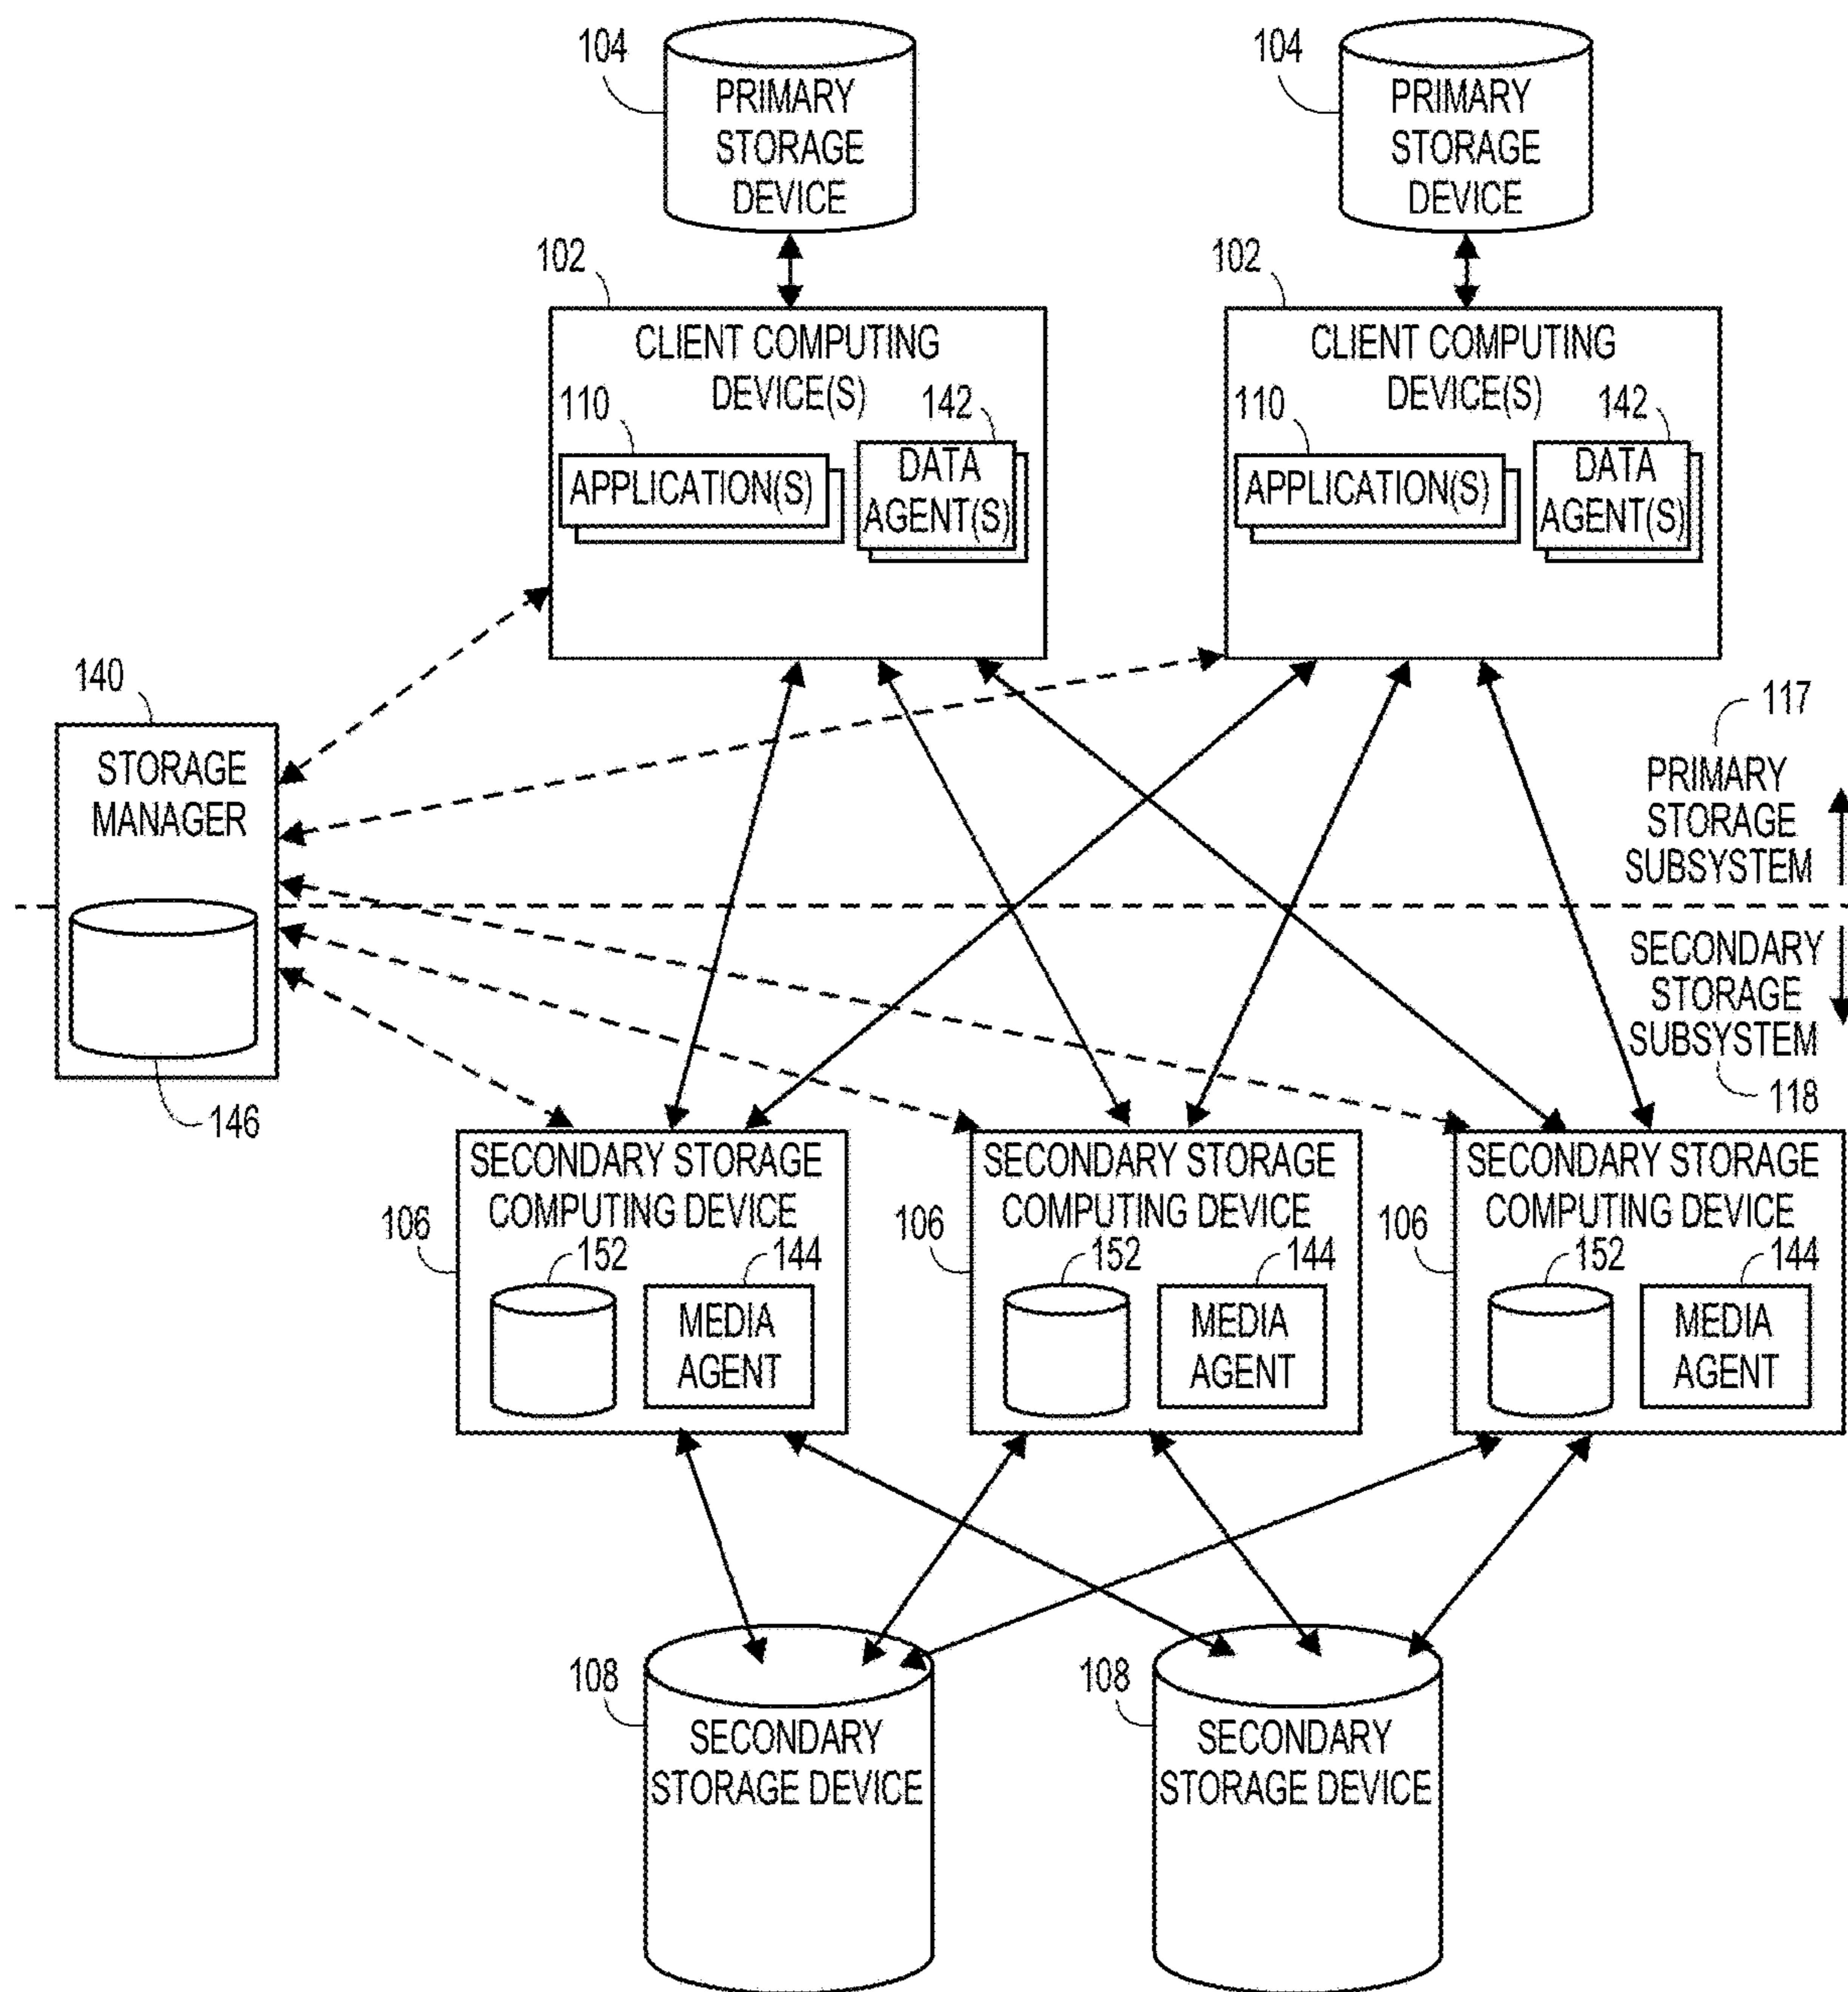 104
PRIMARY
STORAGE
DEVICE
104
PRIMARY
STORAGE
DEVICE
102
CLIENT COMPUTING
DEVICE(S)
110
142
APPLICATION(S)
DATA
AGENT(S)
102
CLIENT COMPUTING
DEVICE(S)
110
142
APPLICATION(S)
DATA
AGENT(S)
140
STORAGE
MANAGER
146
117
PRIMARY
STORAGE
SUBSYSTEM
SECONDARY
STORAGE
SUBSYSTEM
118
SECONDARY STORAGE
COMPUTING DEVICE
106
152
144
MEDIA
AGENT
SECONDARY STORAGE
COMPUTING DEVICE
106
152
144
MEDIA
AGENT
SECONDARY STORAGE
COMPUTING DEVICE
106
152
144
MEDIA
AGENT
108
SECONDARY
STORAGE DEVICE
108
SECONDARY
STORAGE DEVICE